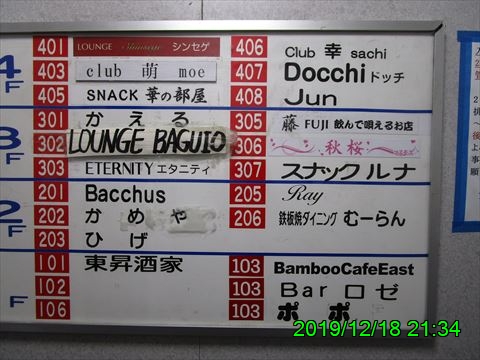 401 LOUNGE Shinsege シンセゲ 406 Club 幸 sachi
4F 403 club 萌 moe 407 Docchi ドッチ
405 SNACK 華の部屋 408 Jun
301 かえる 305 藤 FUJI 飲んで唄えるお店
3F 302 LOUNGE BAGUIO 306 秋桜
303 ETERNITY エタニティ 307 スナック ルナ
201 Bacchus 205 Ray
2F 202 かめや 206 鉄板焼ダイニング むーらん
203 ひげ
101 東昇酒家 103 BambooCafeEast
102 103 Bar ロゼ
F 106 103 ポポ
2019/12/18 21:34